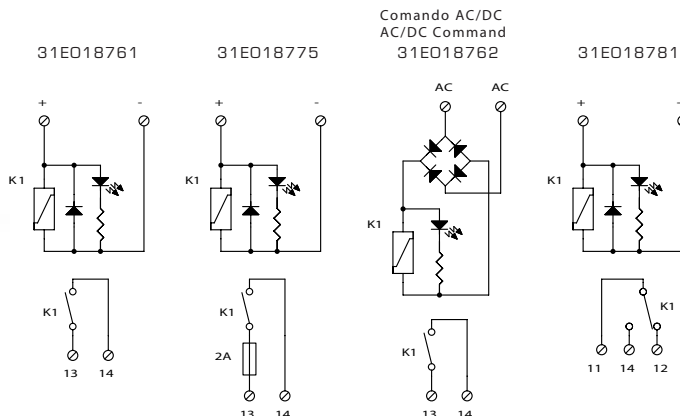 Comando AC/DC
AC/DC Command
31E018761
31E018775
31E018762
31E018781
AC AC
+ -
+ -
+ -
K1
K1
K1
K1
K1
K1
K1
K1
2A
13 14
13 14
13 14
11 14 12